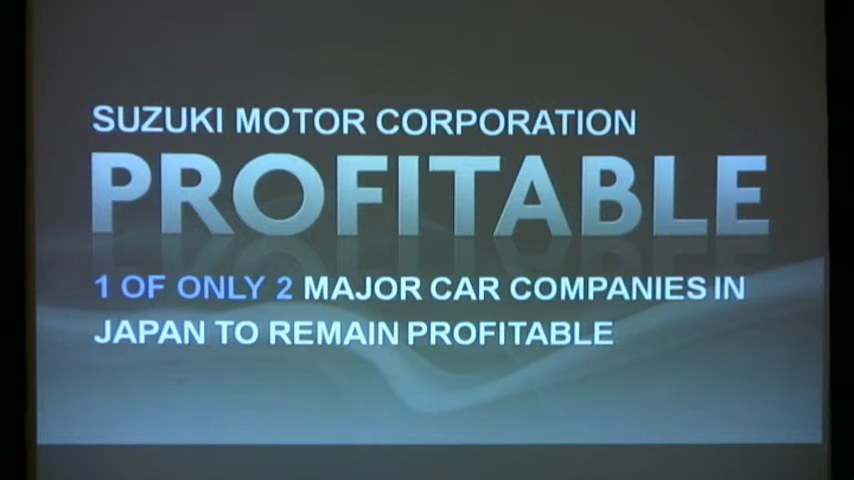 SUZUKI MOTOR CORPORATION
PROFITABLE
1 OF ONLY 2 MAJOR CAR COMPANIES IN
JAPAN TO REMAIN PROFITABLE